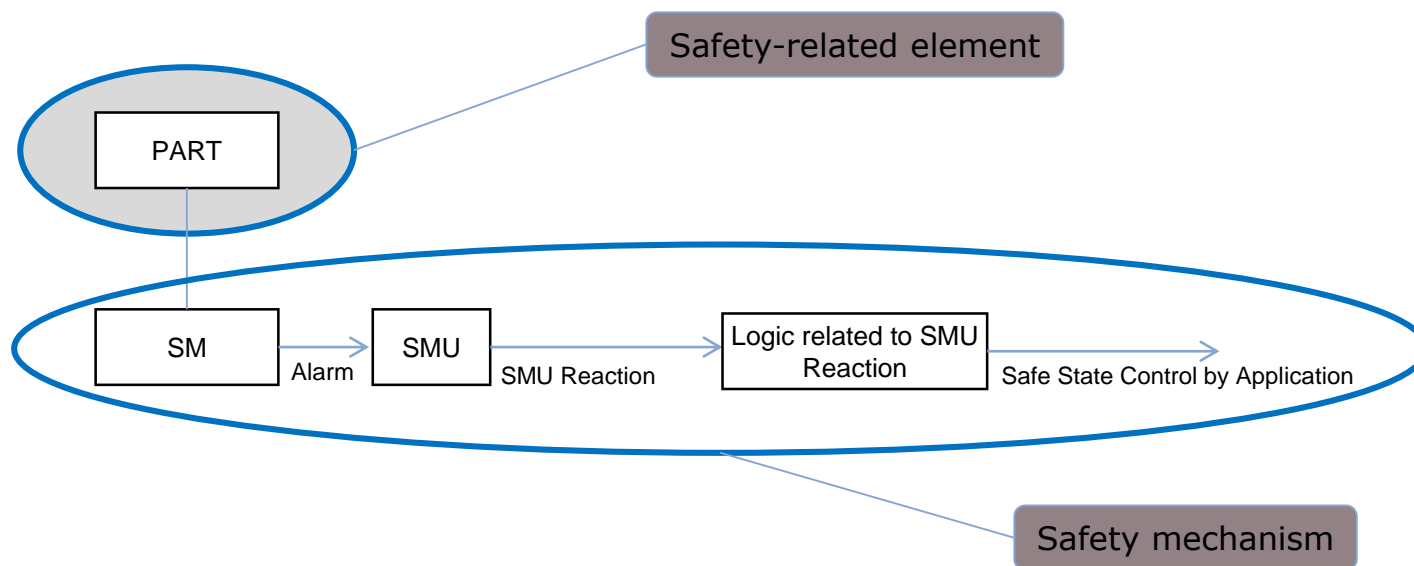 Safety-related element
PART
SM
Alarm
SMU
SMU Reaction
Logic related to SMU
Reaction
Safe State Control by Application
Safety mechanism